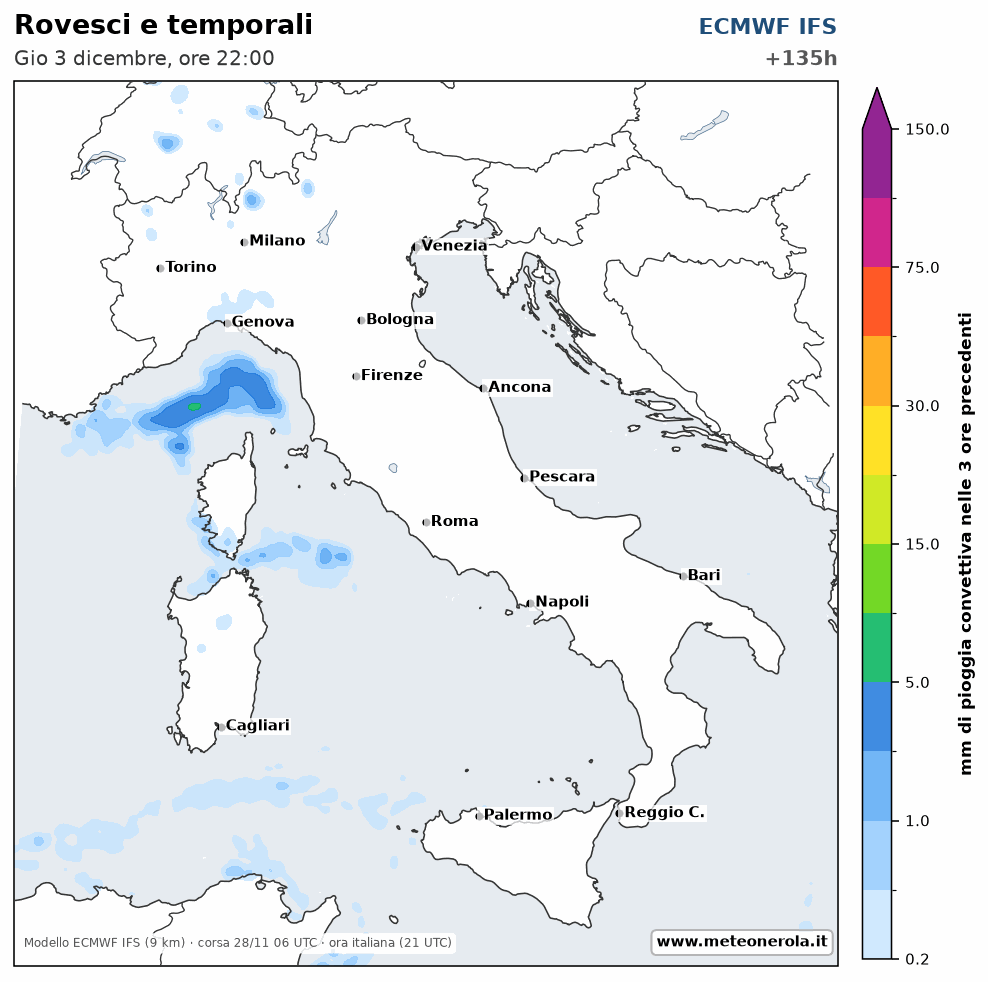 Rovesci e temporali
ECMWF IFS
Gio 3 dicembre, ore 22:00
+135h
Milano
Venezia
Torino
Genova
Bologna
Firenze
Ancona
Pescara
Roma
Bari
Napoli
Cagliari
Palermo
Reggio C.
Modello ECMWF IFS (9 km) · corsa 28/11 06 UTC · ora italiana (21 UTC)
www.meteonerola.it
150.0
75.0
30.0
15.0
5.0
1.0
0.2
mm di pioggia convettiva nelle 3 ore precedenti